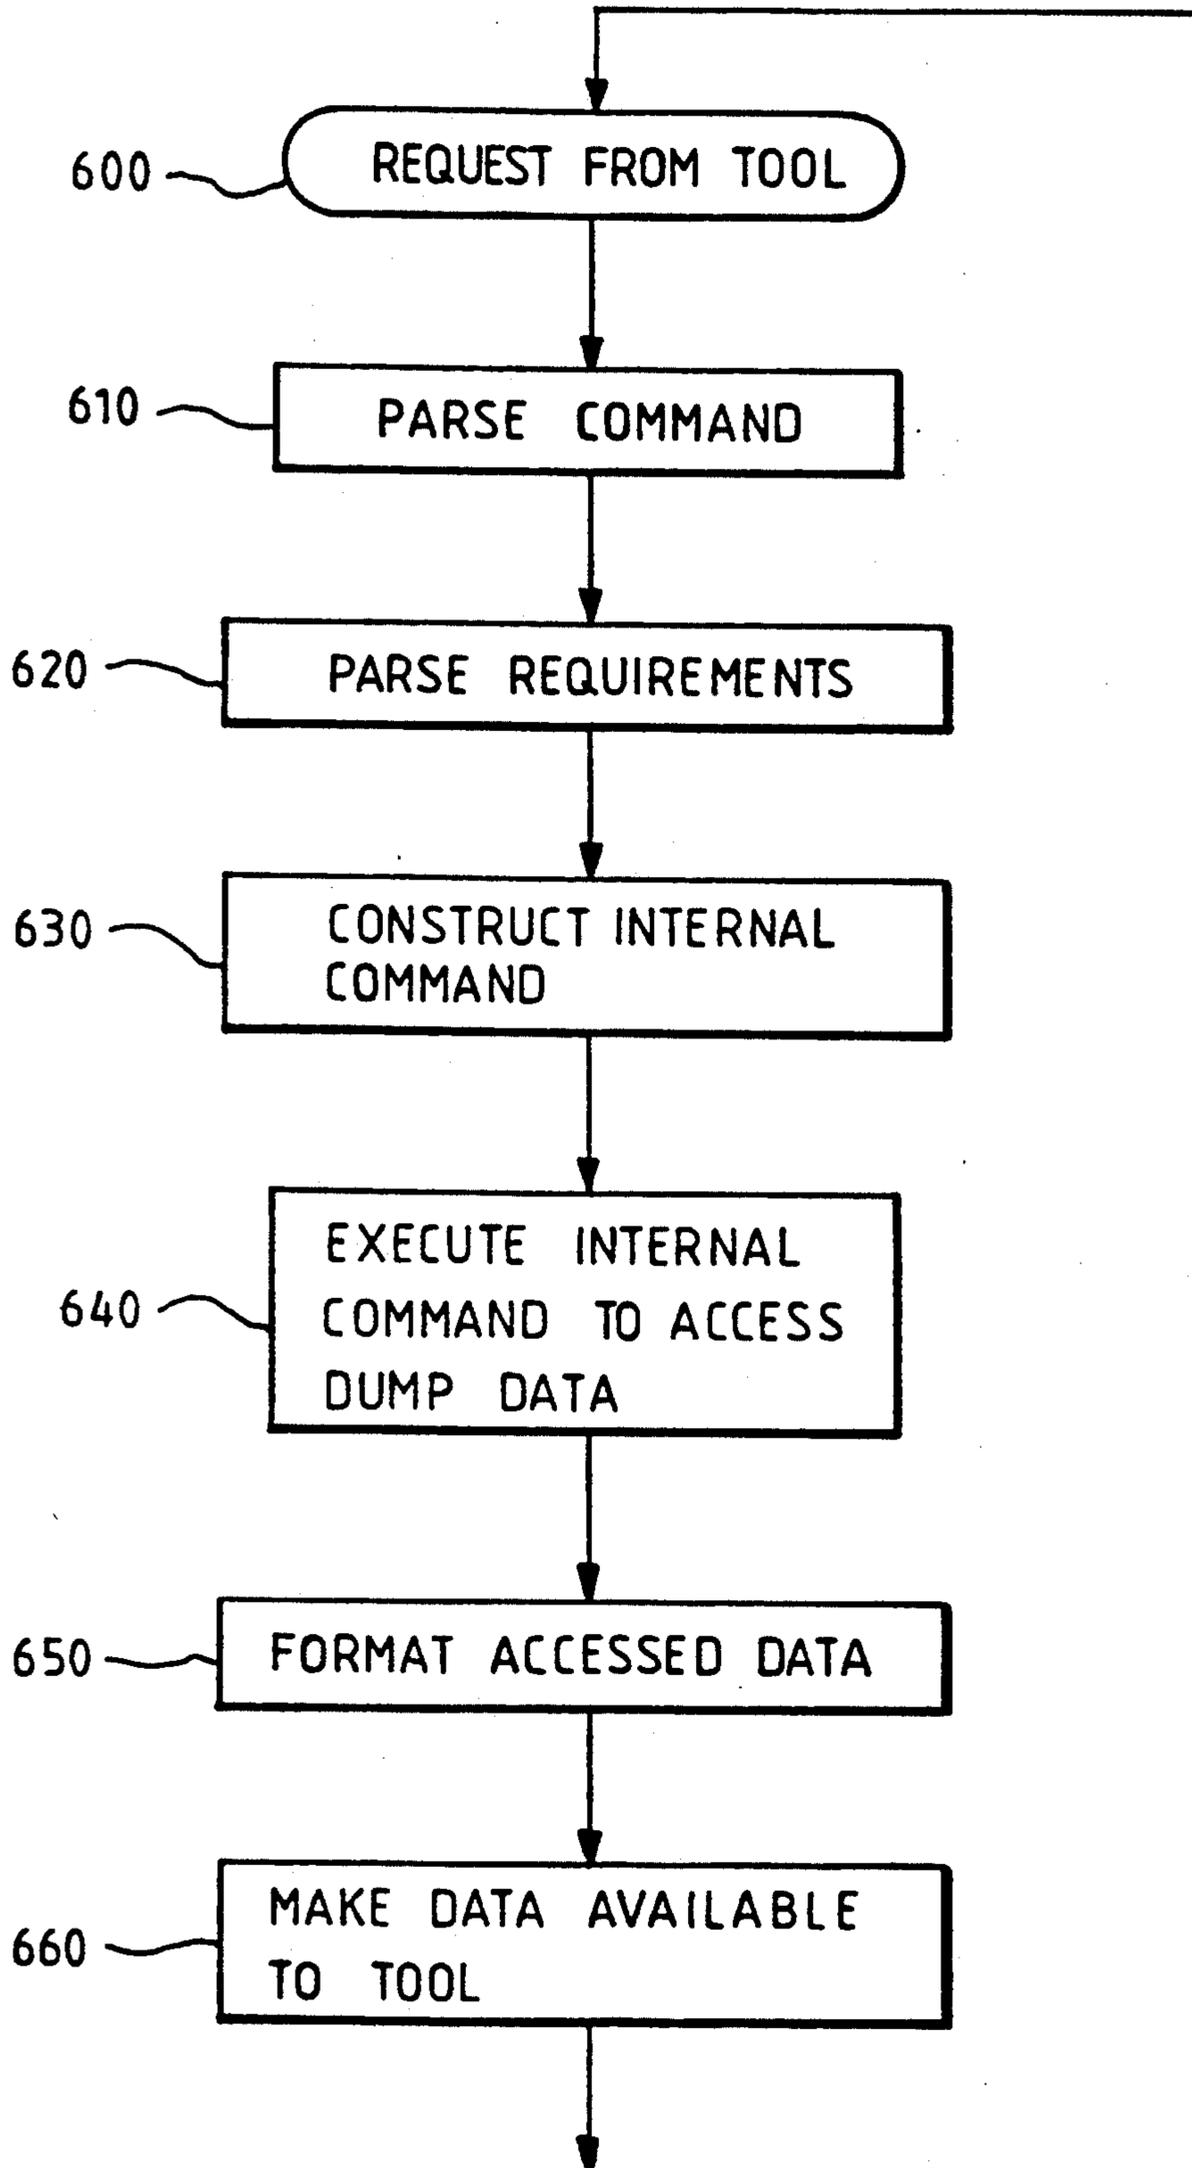 600 REQUEST FROM TOOL
610 PARSE COMMAND
620 PARSE REQUIREMENTS
630 CONSTRUCT INTERNAL
COMMAND
EXECUTE INTERNAL
640 COMMAND TO ACCESS
DUMP DATA
650 FORMAT ACCESSED DATA
MAKE DATA AVAILABLE
660 TO TOOL